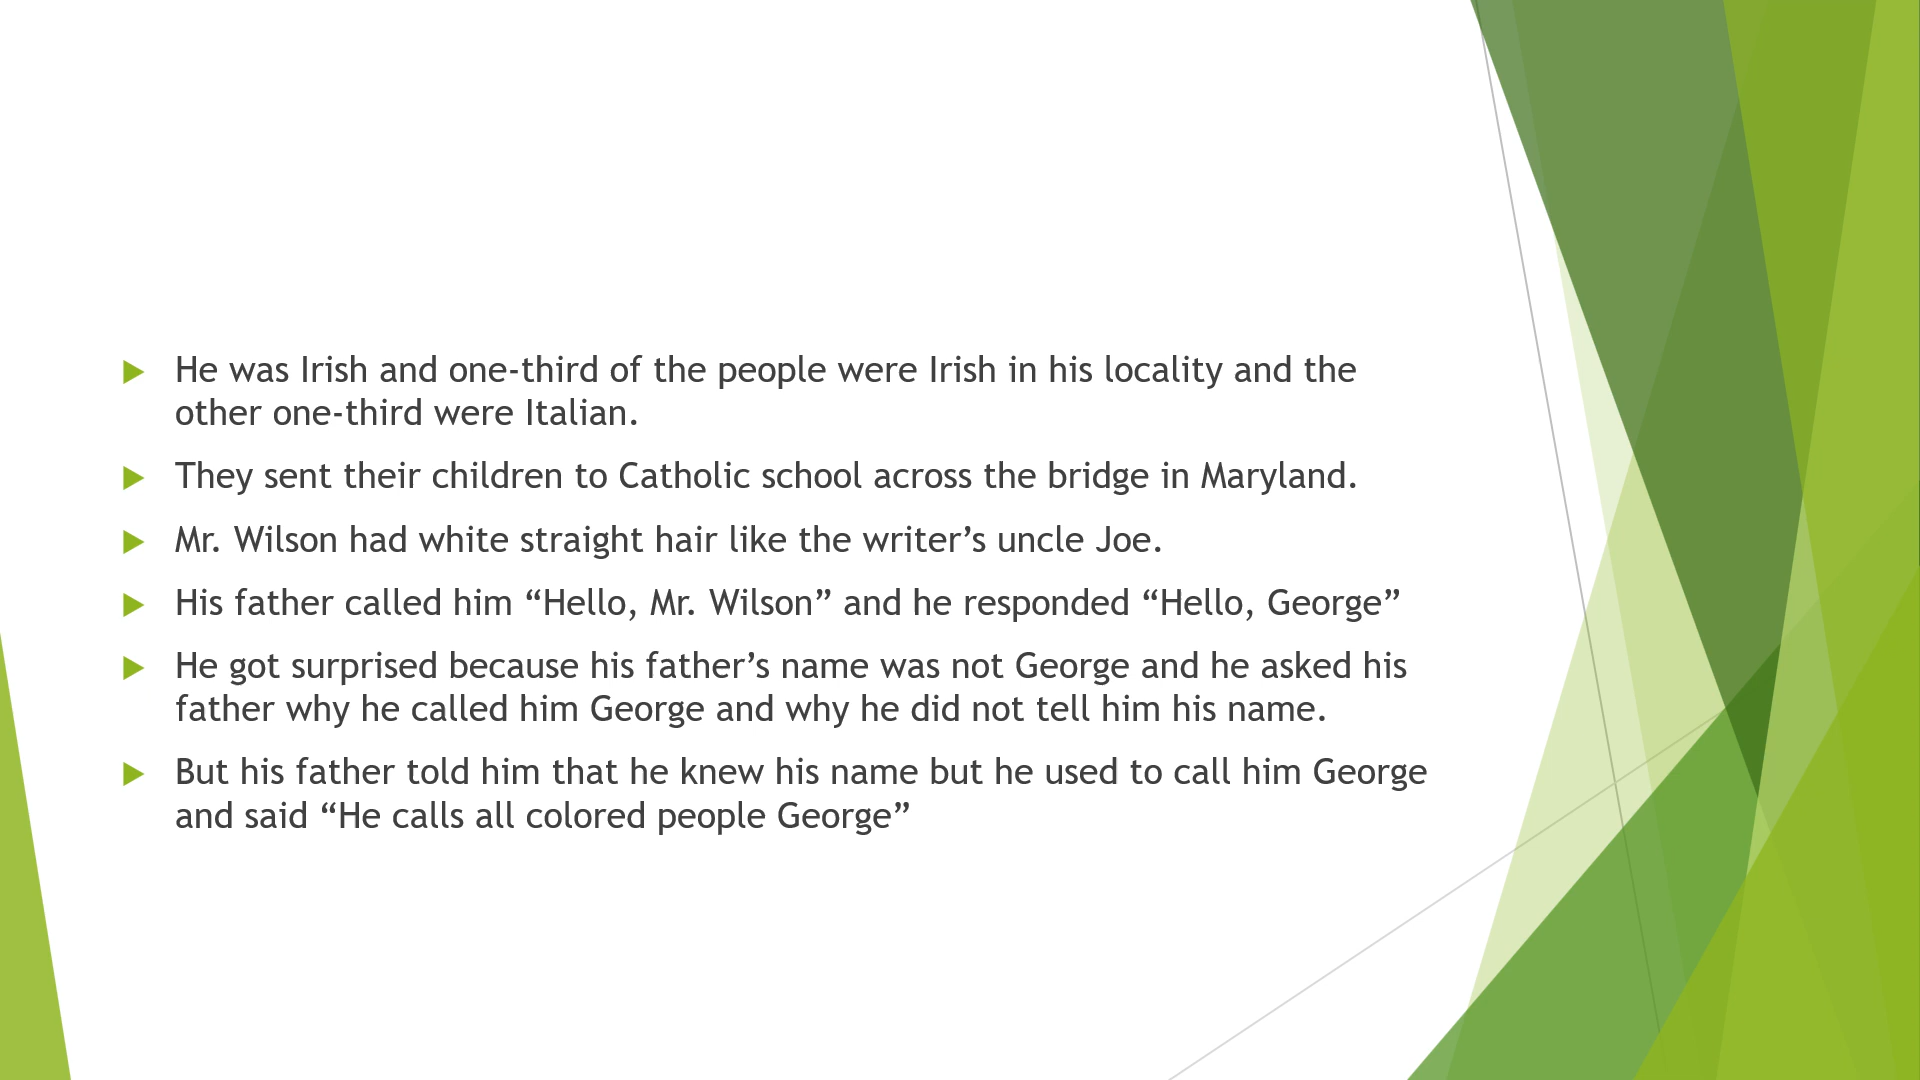 He was Irish and one-third of the people were Irish in his locality and the
other one-third were Italian.
They sent their children to Catholic school across the bridge in Maryland.
Mr. Wilson had white straight hair like the writer’s uncle Joe.
His father called him “Hello, Mr. Wilson” and he responded “Hello, George”
He got surprised because his father’s name was not George and he asked his
father why he called him George and why he did not tell him his name.
But his father told him that he knew his name but he used to call him George
and said “He calls all colored people George”